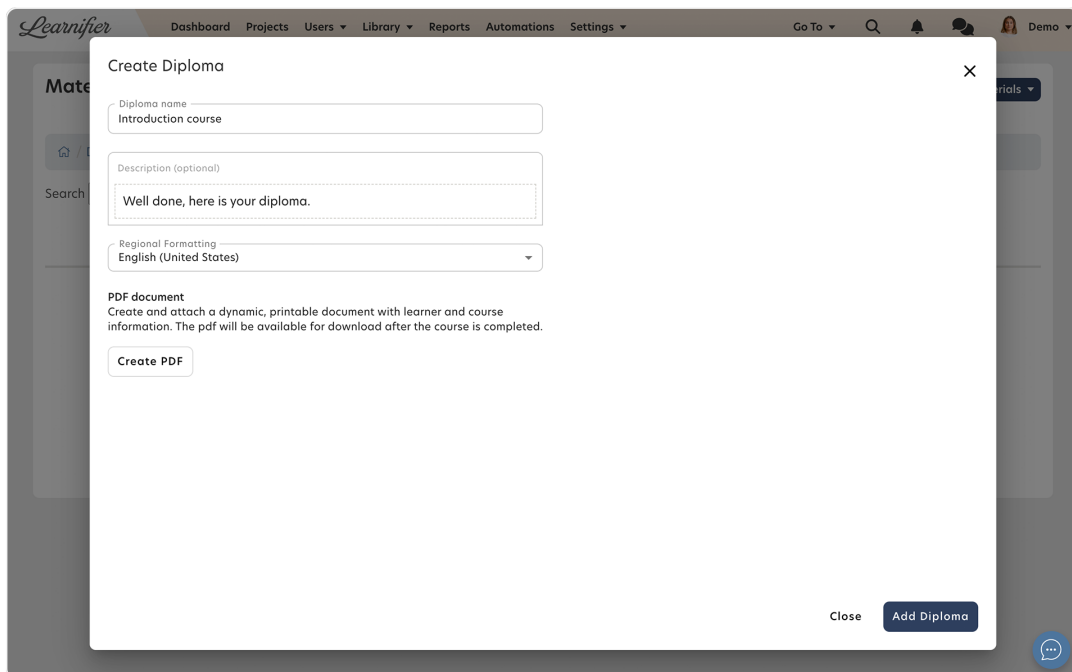 Learnifier
Dashboard Projects Users Library Reports Automations Settings Go To Demo
Create Diploma
Mate
rials
Diploma name
Introduction course
/
Description (optional)
Search
Well done, here is your diploma.
Regional Formatting
English (United States)
PDF document
Create and attach a dynamic, printable document with learner and course
information. The pdf will be available for download after the course is completed.
Create PDF
Close Add Diploma